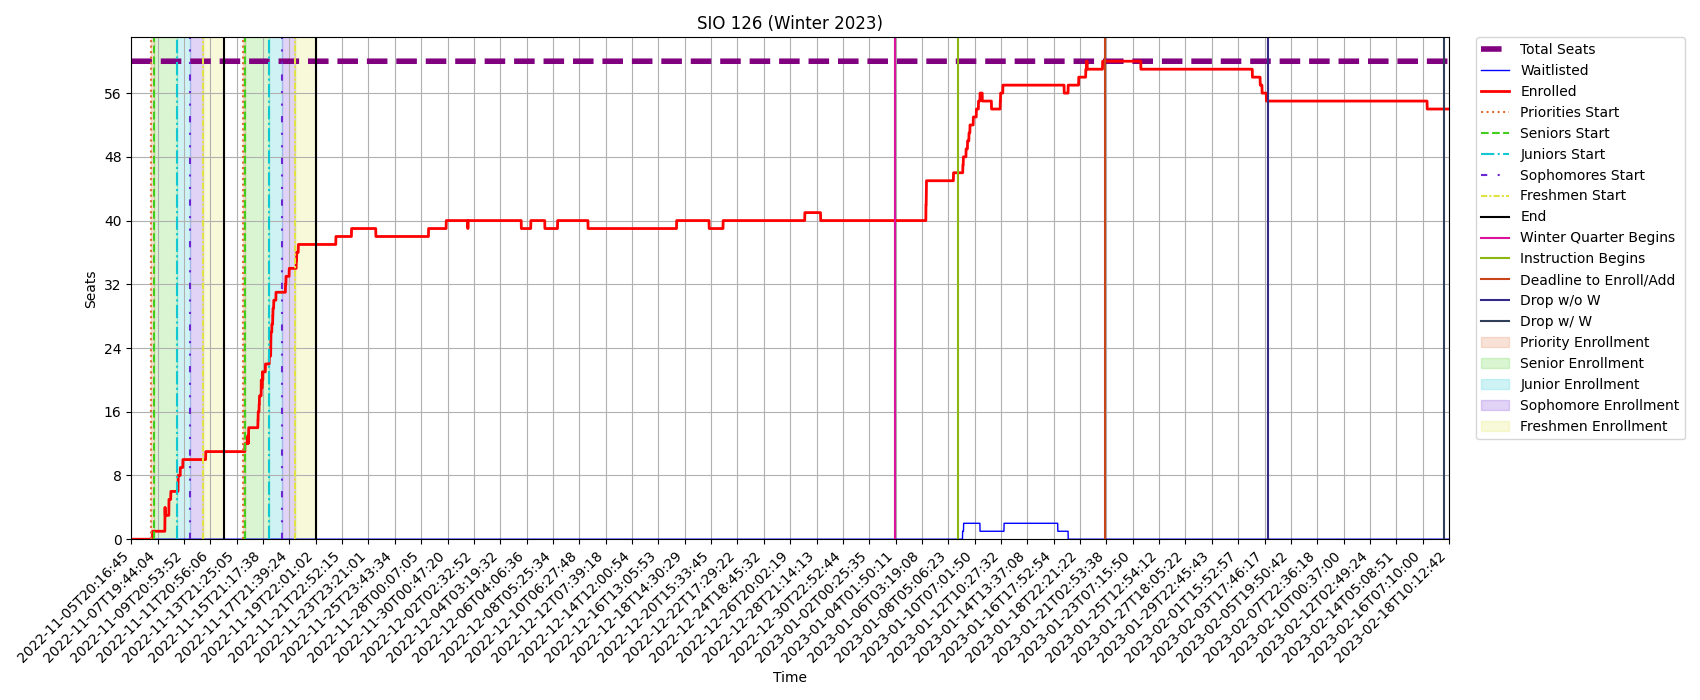 SIO 126 (Winter 2023)
Seats
56
48
40
32
24
16
8
0
2022-11-05T20:16:45
2022-11-07T19:44:04
2022-11-09T20:53:52
2022-11-11T20:56:06
2022-11-13T21:25:05
2022-11-15T21:17:38
2022-11-17T21:39:24
2022-11-19T22:01:02
2022-11-21T22:52:15
2022-11-23T23:21:01
2022-11-25T23:43:34
2022-11-28T00:07:05
2022-11-30T00:47:20
2022-12-02T02:32:52
2022-12-04T03:19:32
2022-12-06T04:06:36
2022-12-08T05:25:34
2022-12-10T06:27:48
2022-12-12T07:39:18
2022-12-14T12:00:54
2022-12-16T13:05:53
2022-12-18T14:30:29
2022-12-20T15:33:45
2022-12-22T17:29:22
2022-12-24T18:45:32
2022-12-26T20:02:19
2022-12-28T21:14:13
2022-12-30T22:52:44
2023-01-02T00:25:35
2023-01-04T01:50:11
2023-01-06T03:19:08
2023-01-08T05:06:23
2023-01-10T07:01:50
2023-01-12T10:27:32
2023-01-14T13:37:08
2023-01-16T17:52:54
2023-01-18T22:21:22
2023-01-21T02:53:38
2023-01-23T07:15:50
2023-01-25T12:54:12
2023-01-27T18:05:22
2023-01-29T22:45:43
2023-02-01T15:52:57
2023-02-03T17:46:17
2023-02-05T19:50:42
2023-02-07T22:36:18
2023-02-10T00:37:00
2023-02-12T02:49:24
2023-02-14T05:08:51
2023-02-16T07:10:00
2023-02-18T10:12:42
Time
Total Seats
Waitlisted
Enrolled
Priorities Start
Seniors Start
Juniors Start
Sophomores Start
Freshmen Start
End
Winter Quarter Begins
Instruction Begins
Deadline to Enroll/Add
Drop w/o W
Drop w/ W
Priority Enrollment
Senior Enrollment
Junior Enrollment
Sophomore Enrollment
Freshmen Enrollment